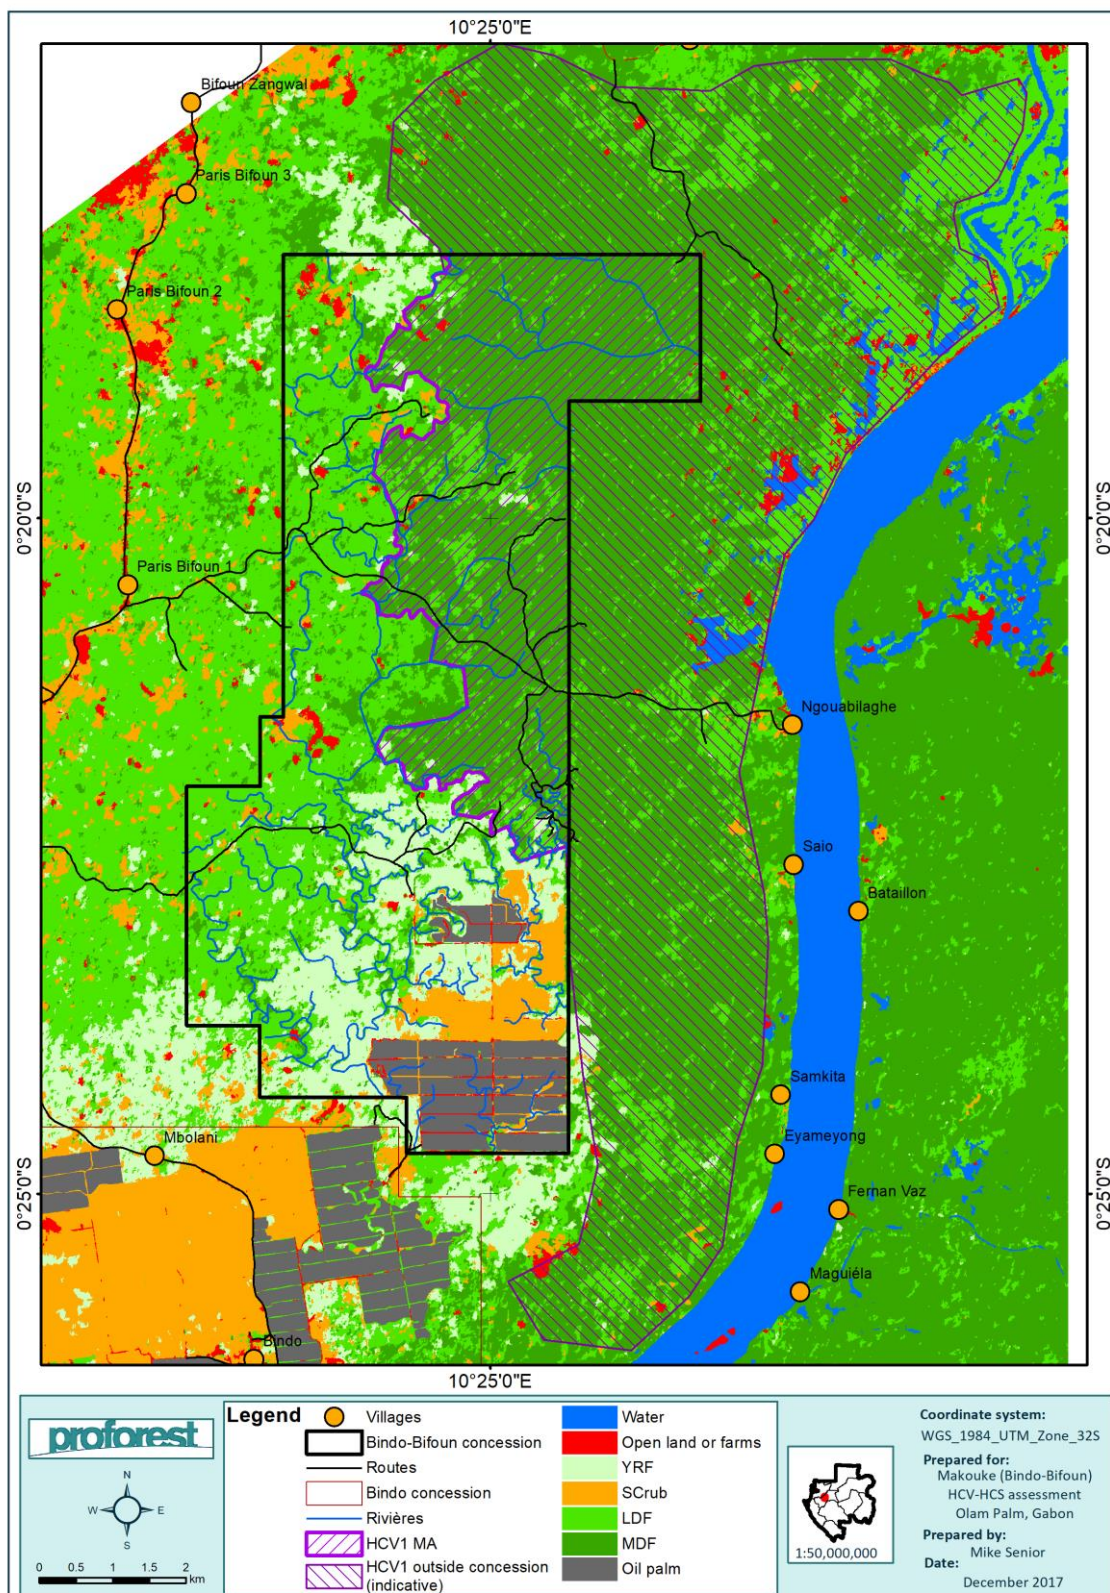 10°25'0"E
Bifoun Zangwal
Paris Bifoun 3
Paris Bifoun 2
0°20'0"S
0°20'0"S
Paris Bifoun 1
Ngouabilaghe
Saio
Bataillon
Samkita
Mbolani
Eyameyong
0°25'0"S
Fernan Vaz
0°25'0"S
Maguiéla
Bindo
10°25'0"E
proforest
N
W E
S
0 0.5 1 2
km
Legend
Villages
Bindo-Bifoun concession
Routes
Bindo concession
Rivières
HCV1 MA
HCV1 outside concession
(indicative)
Water
Open land or farms
YRF
SCrub
LDF
MDF
Oil palm
1:50,000,000
Coordinate system:
WGS_1984_UTM_Zone_32S
Prepared for:
Makouke (Bindo-Bifoun)
HCV-HCS assessment
Olam Palm, Gabon
Prepared by:
Mike Senior
Date:
December 2017